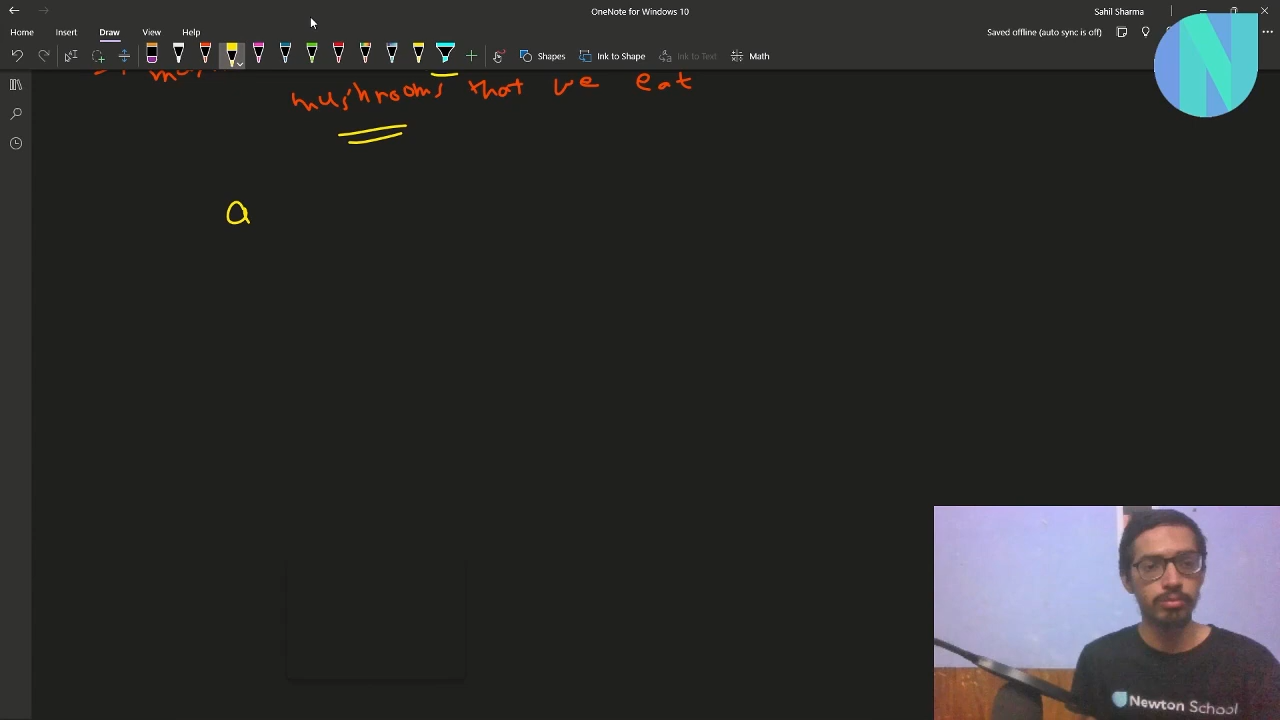 OneNote for Windows 10
Sahil Sharma
Home Insert Draw View Help
Saved offline (auto sync is off)
Shapes Ink to Shape Ink to Text Math
mushrooms that we eat
a
Newton School